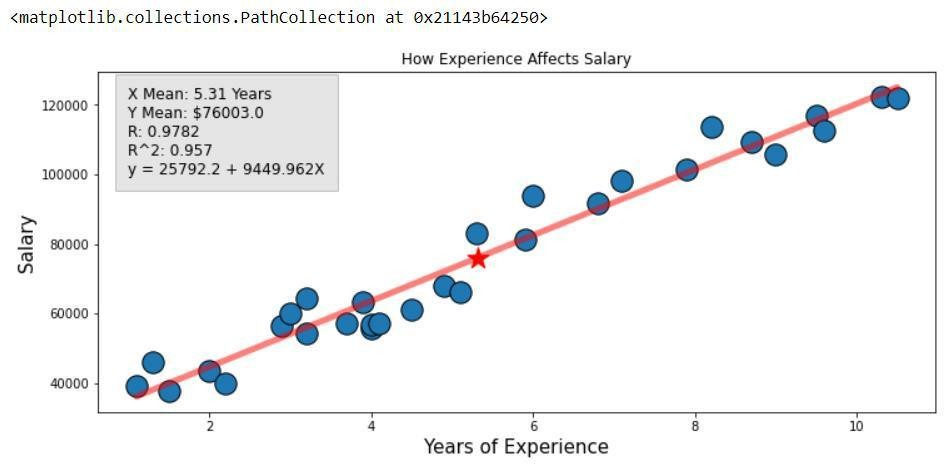 <matplotlib.collections.PathCollection at 0x21143b64250>
How Experience Affects Salary
X Mean: 5.31 Years
Y Mean: $76003.0
R: 0.9782
R^2: 0.957
y = 25792.2 + 9449.962X
120000
100000
80000
60000
40000
Salary
2 4 6 8 10
Years of Experience